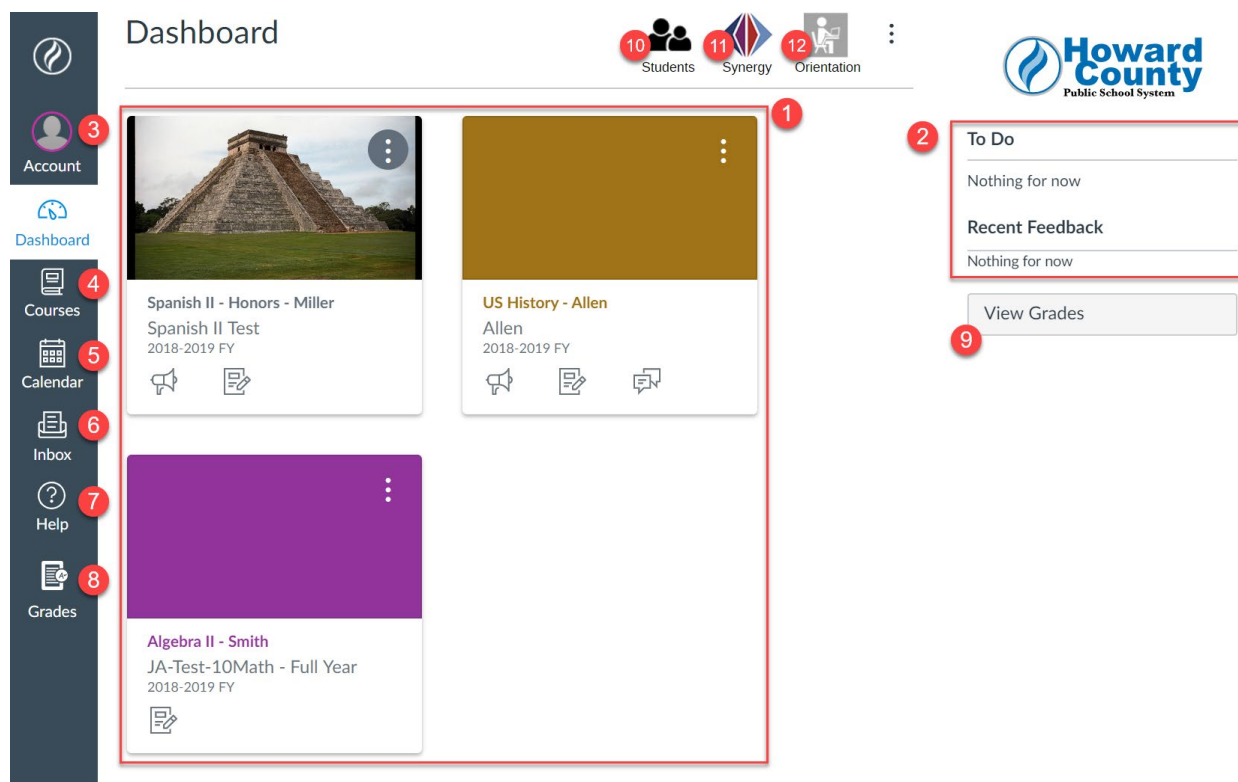 Dashboard
10
11
12
Students
Synergy
Orientation
Howard
County
Public School System
1
3
Account
Dashboard
4
Courses
5
Calendar
6
Inbox
7
Help
8
Grades
Spanish II - Honors - Miller
Spanish II Test
2018-2019 FY
US History - Allen
Allen
2018-2019 FY
Algebra II - Smith
JA-Test-10Math - Full Year
2018-2019 FY
2
To Do
Nothing for now
Recent Feedback
Nothing for now
View Grades
9